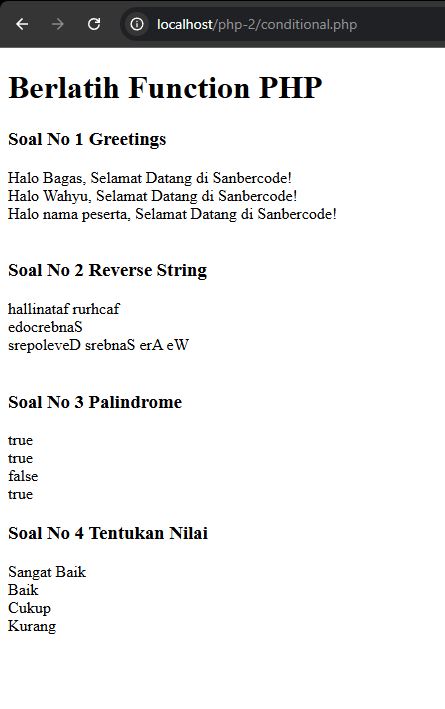 localhost/php-2/conditional.php
Berlatih Function PHP
Soal No 1 Greetings
Halo Bagas, Selamat Datang di Sanbercode!
Halo Wahyu, Selamat Datang di Sanbercode!
Halo nama peserta, Selamat Datang di Sanbercode!
Soal No 2 Reverse String
hallinataf rurhcaf
edocrebnaS
srepoleveD srebnaS erA eW
Soal No 3 Palindrome
true
true
false
true
Soal No 4 Tentukan Nilai
Sangat Baik
Baik
Cukup
Kurang